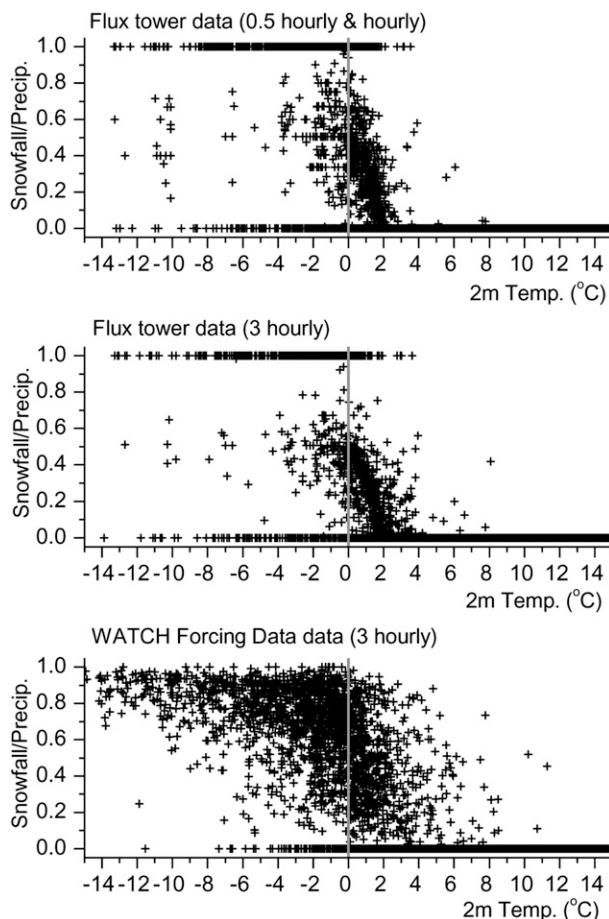 Flux tower data (0.5 hourly & hourly)
Snowfall/Precip.
1.0
0.8
0.6
0.4
0.2
0.0
-14 -12 -10 -8 -6 -4 -2 0 2 4 6 8 10 12 14
2m Temp. (°C)
Flux tower data (3 hourly)
Snowfall/Precip.
1.0
0.8
0.6
0.4
0.2
0.0
-14 -12 -10 -8 -6 -4 -2 0 2 4 6 8 10 12 14
2m Temp. (°C)
WATCH Forcing Data data (3 hourly)
Snowfall/Precip.
1.0
0.8
0.6
0.4
0.2
0.0
-14 -12 -10 -8 -6 -4 -2 0 2 4 6 8 10 12 14
2m Temp. (°C)